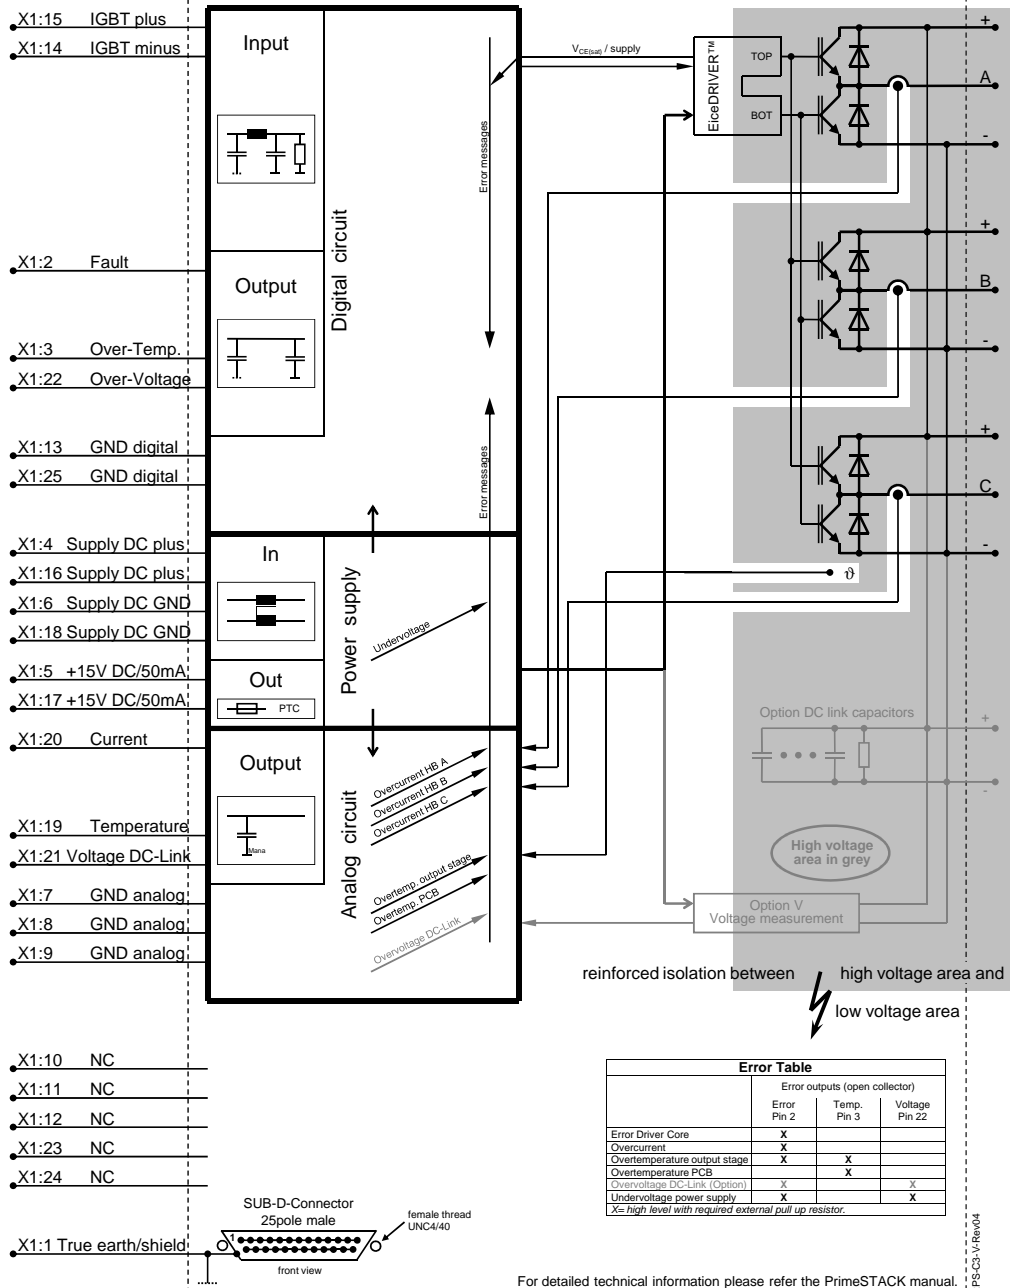 X1:15 IGBT plus
X1:14 IGBT minus
X1:2 Fault
X1:3 Over-Temp.
X1:22 Over-Voltage
X1:13 GND digital
X1:25 GND digital
X1:4 Supply DC plus
X1:16 Supply DC plus
X1:6 Supply DC GND
X1:18 Supply DC GND
X1:5 +15V DC/50mA
X1:17 +15V DC/50mA
X1:20 Current
X1:19 Temperature
X1:21 Voltage DC-Link
X1:7 GND analog
X1:8 GND analog
X1:9 GND analog
X1:10 NC
X1:11 NC
X1:12 NC
X1:23 NC
X1:24 NC
X1:1 True earth/shield
Input
Output
Digital circuit
Error messages
Error messages
In
Out
PTC
Power supply
Undervoltage
Output
Mana
Analog circuit
Overcurrent HB A
Overcurrent HB B
Overcurrent HB C
Overtemp. output stage
Overtemp. PCB
Overvoltage DC-Link
VCE(sat) / supply
EiceDRIVER™
TOP
BOT
+
A
-
+
B
-
+
C
-
ϑ
Option DC link capacitors
+
-
High voltage
area in grey
Option V
Voltage measurement
reinforced isolation between high voltage area and
low voltage area
Error Table
Error outputs (open collector)
Error Temp. Voltage
Pin 2 Pin 3 Pin 22
Error Driver Core X
Overcurrent X
Overtemperature output stage X X
Overtemperature PCB X
Overvoltage DC-Link (Option) X X
Undervoltage power supply X X
X= high level with required external pull up resistor.
SUB-D-Connector
25pole male
1
female thread
UNC4/40
front view
For detailed technical information please refer the PrimeSTACK manual.
PS-C3-V-Rev04